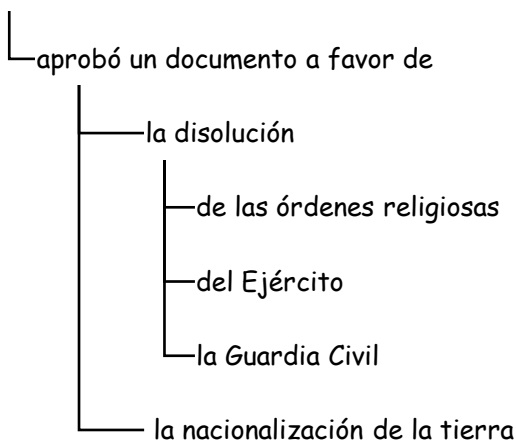 aprobó un documento a favor de
la disolución
de las órdenes religiosas
del Ejército
la Guardia Civil
la nacionalización de la tierra